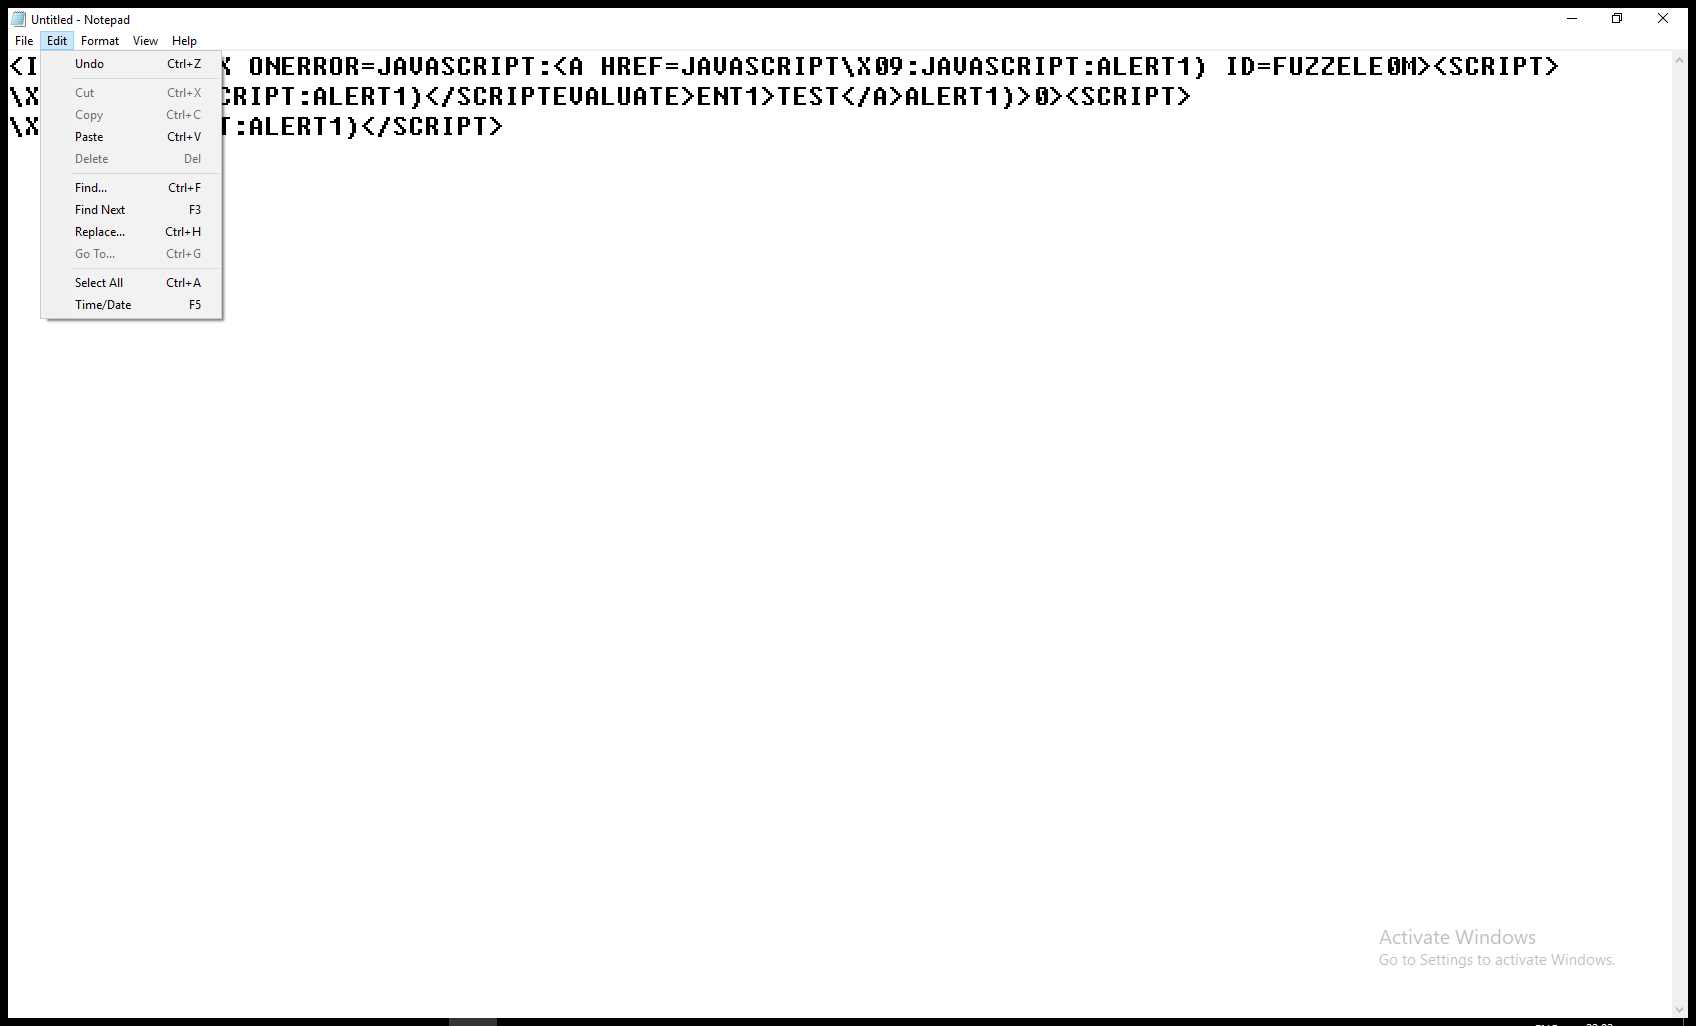 Untitled - Notepad
File Edit Format View Help
<I ONERROR=JAVASCRIPT:<A HREF=JAVASCRIPT\X09:JAVASCRIPT:ALERT1) ID=FUZZELE0M><SCRIPT>
\X CRIPT:ALERT1)</SCRIPTEVALUATE>ENT1>TEST</A>ALERT1)>0><SCRIPT>
\X T:ALERT1)</SCRIPT>
Undo Ctrl+Z
Cut Ctrl+X
Copy Ctrl+C
Paste Ctrl+V
Delete Del
Find... Ctrl+F
Find Next F3
Replace... Ctrl+H
Go To... Ctrl+G
Select All Ctrl+A
Time/Date F5
Activate Windows
Go to Settings to activate Windows.